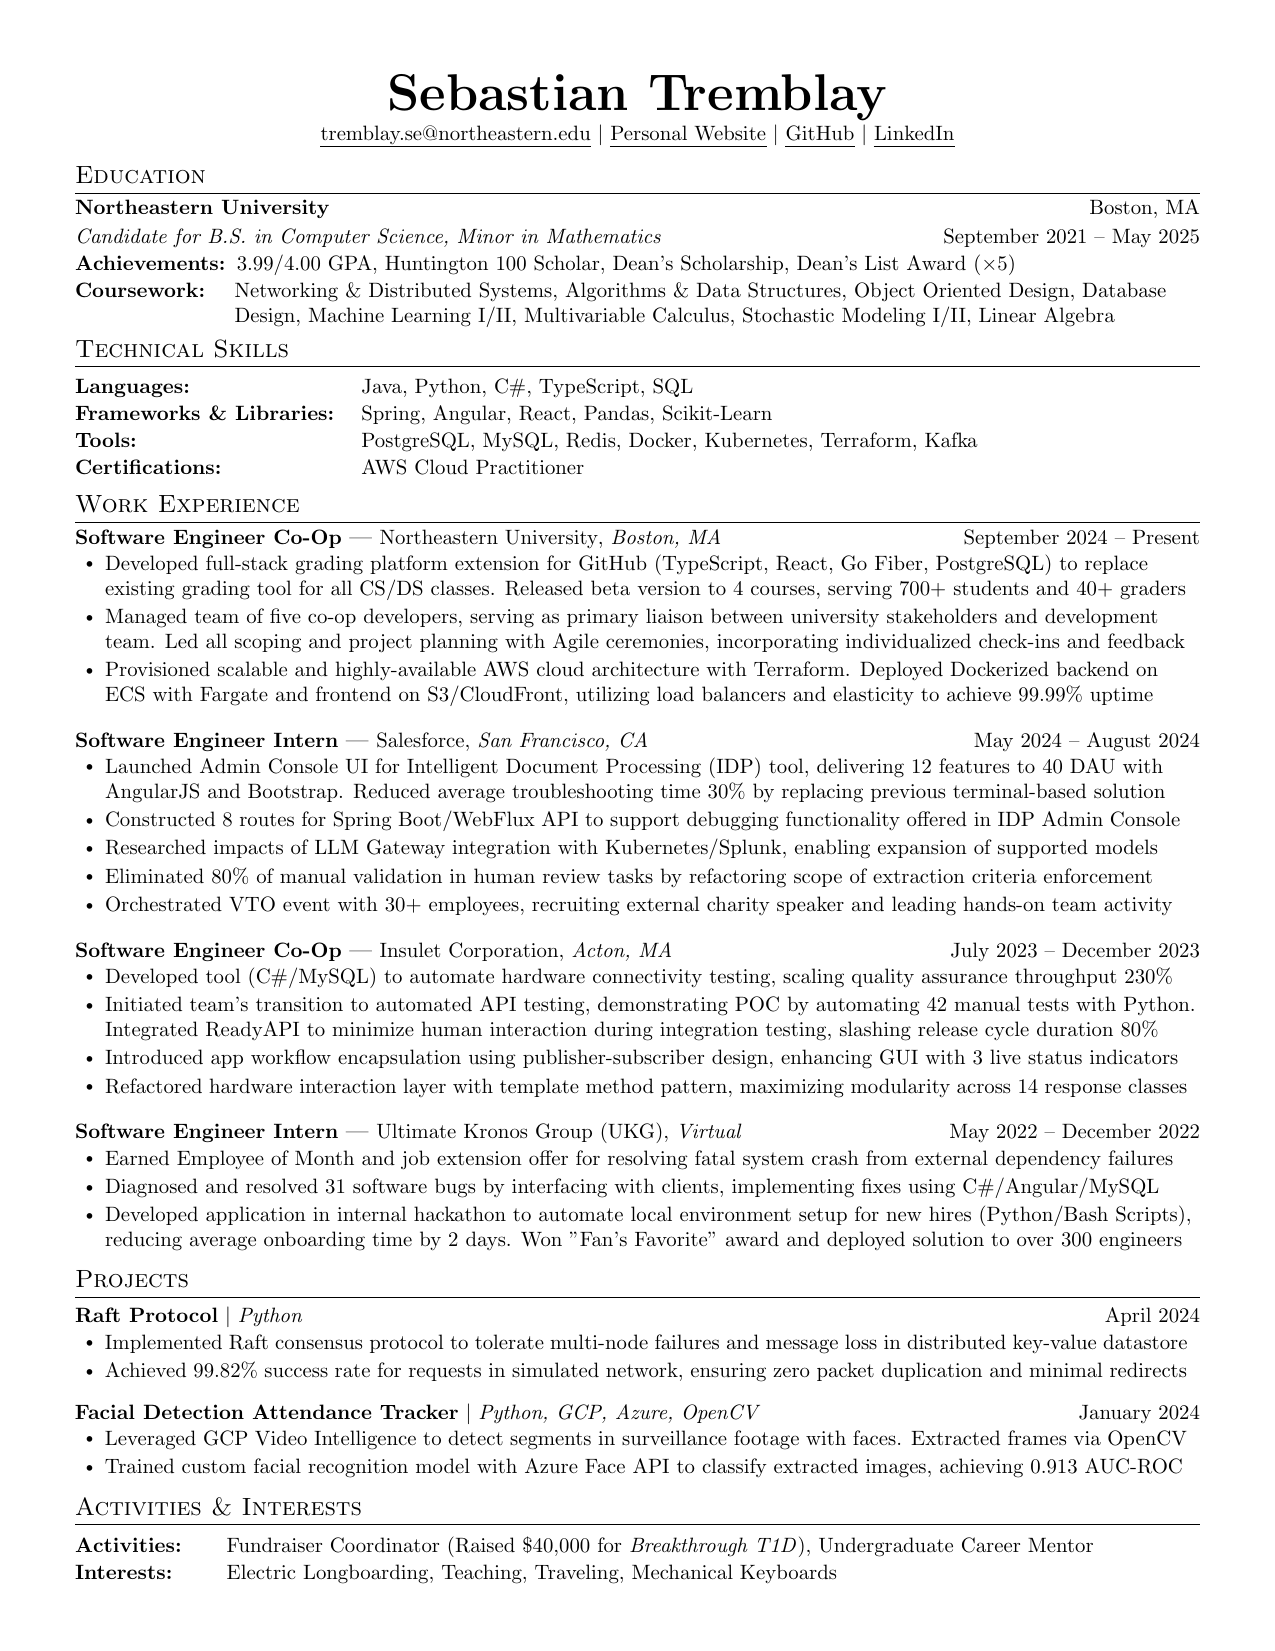 Sebastian Tremblay
tremblay.se@northeastern.edu | Personal Website | GitHub | LinkedIn
Education
Northeastern University Boston, MA
Candidate for B.S. in Computer Science, Minor in Mathematics September 2021 – May 2025
Achievements: 3.99/4.00 GPA, Huntington 100 Scholar, Dean's Scholarship, Dean's List Award (×5)
Coursework: Networking & Distributed Systems, Algorithms & Data Structures, Object Oriented Design, Database
Design, Machine Learning I/II, Multivariable Calculus, Stochastic Modeling I/II, Linear Algebra
Technical Skills
Languages: Java, Python, C#, TypeScript, SQL
Frameworks & Libraries: Spring, Angular, React, Pandas, Scikit-Learn
Tools: PostgreSQL, MySQL, Redis, Docker, Kubernetes, Terraform, Kafka
Certifications: AWS Cloud Practitioner
Work Experience
Software Engineer Co-Op — Northeastern University, Boston, MA September 2024 – Present
• Developed full-stack grading platform extension for GitHub (TypeScript, React, Go Fiber, PostgreSQL) to replace
existing grading tool for all CS/DS classes. Released beta version to 4 courses, serving 700+ students and 40+ graders
• Managed team of five co-op developers, serving as primary liaison between university stakeholders and development
team. Led all scoping and project planning with Agile ceremonies, incorporating individualized check-ins and feedback
• Provisioned scalable and highly-available AWS cloud architecture with Terraform. Deployed Dockerized backend on
ECS with Fargate and frontend on S3/CloudFront, utilizing load balancers and elasticity to achieve 99.99% uptime
Software Engineer Intern — Salesforce, San Francisco, CA May 2024 – August 2024
• Launched Admin Console UI for Intelligent Document Processing (IDP) tool, delivering 12 features to 40 DAU with
AngularJS and Bootstrap. Reduced average troubleshooting time 30% by replacing previous terminal-based solution
• Constructed 8 routes for Spring Boot/WebFlux API to support debugging functionality offered in IDP Admin Console
• Researched impacts of LLM Gateway integration with Kubernetes/Splunk, enabling expansion of supported models
• Eliminated 80% of manual validation in human review tasks by refactoring scope of extraction criteria enforcement
• Orchestrated VTO event with 30+ employees, recruiting external charity speaker and leading hands-on team activity
Software Engineer Co-Op — Insulet Corporation, Acton, MA July 2023 – December 2023
• Developed tool (C#/MySQL) to automate hardware connectivity testing, scaling quality assurance throughput 230%
• Initiated team's transition to automated API testing, demonstrating POC by automating 42 manual tests with Python.
Integrated ReadyAPI to minimize human interaction during integration testing, slashing release cycle duration 80%
• Introduced app workflow encapsulation using publisher-subscriber design, enhancing GUI with 3 live status indicators
• Refactored hardware interaction layer with template method pattern, maximizing modularity across 14 response classes
Software Engineer Intern — Ultimate Kronos Group (UKG), Virtual May 2022 – December 2022
• Earned Employee of Month and job extension offer for resolving fatal system crash from external dependency failures
• Diagnosed and resolved 31 software bugs by interfacing with clients, implementing fixes using C#/Angular/MySQL
• Developed application in internal hackathon to automate local environment setup for new hires (Python/Bash Scripts),
reducing average onboarding time by 2 days. Won ”Fan's Favorite” award and deployed solution to over 300 engineers
Projects
Raft Protocol | Python April 2024
• Implemented Raft consensus protocol to tolerate multi-node failures and message loss in distributed key-value datastore
• Achieved 99.82% success rate for requests in simulated network, ensuring zero packet duplication and minimal redirects
Facial Detection Attendance Tracker | Python, GCP, Azure, OpenCV January 2024
• Leveraged GCP Video Intelligence to detect segments in surveillance footage with faces. Extracted frames via OpenCV
• Trained custom facial recognition model with Azure Face API to classify extracted images, achieving 0.913 AUC-ROC
Activities & Interests
Activities: Fundraiser Coordinator (Raised $40,000 for Breakthrough T1D), Undergraduate Career Mentor
Interests: Electric Longboarding, Teaching, Traveling, Mechanical Keyboards